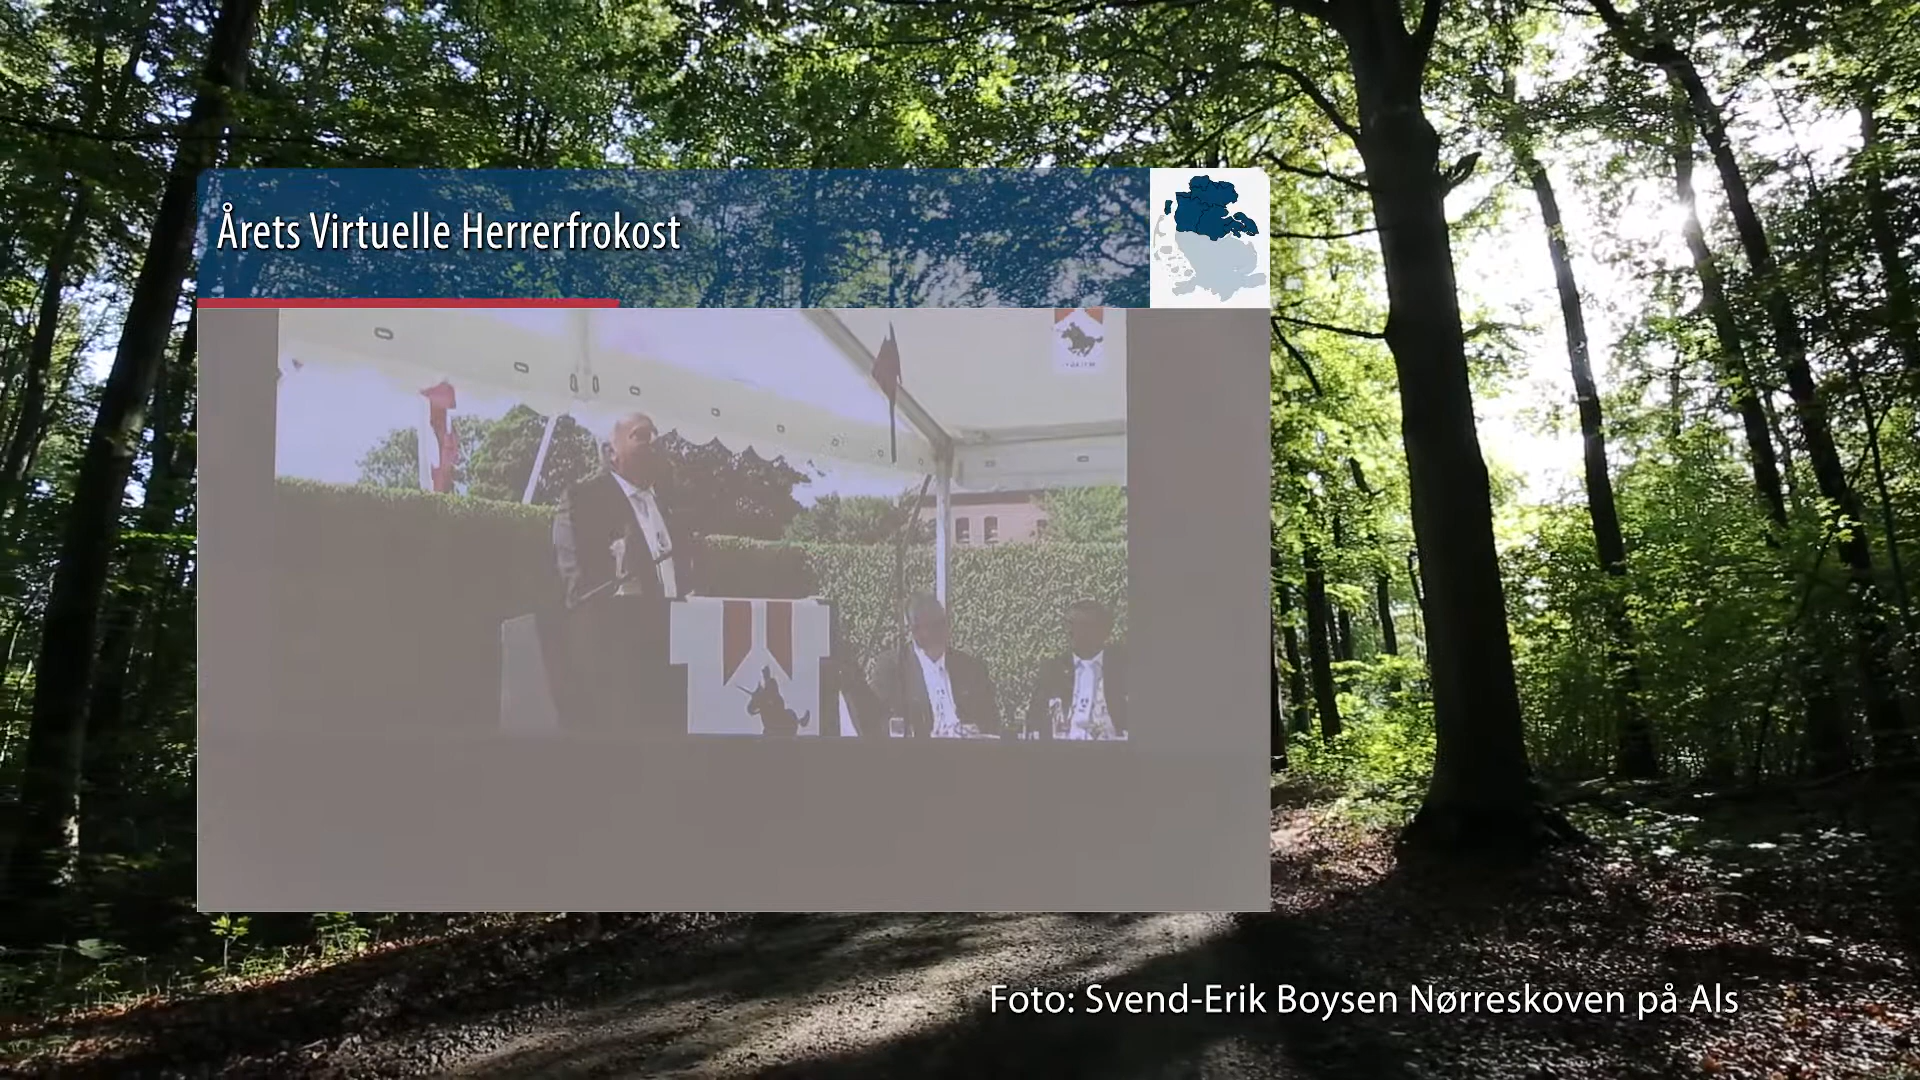 Årets Virtuelle Herrerfrokost
Foto: Svend-Erik Boysen Nørreskoven på Als